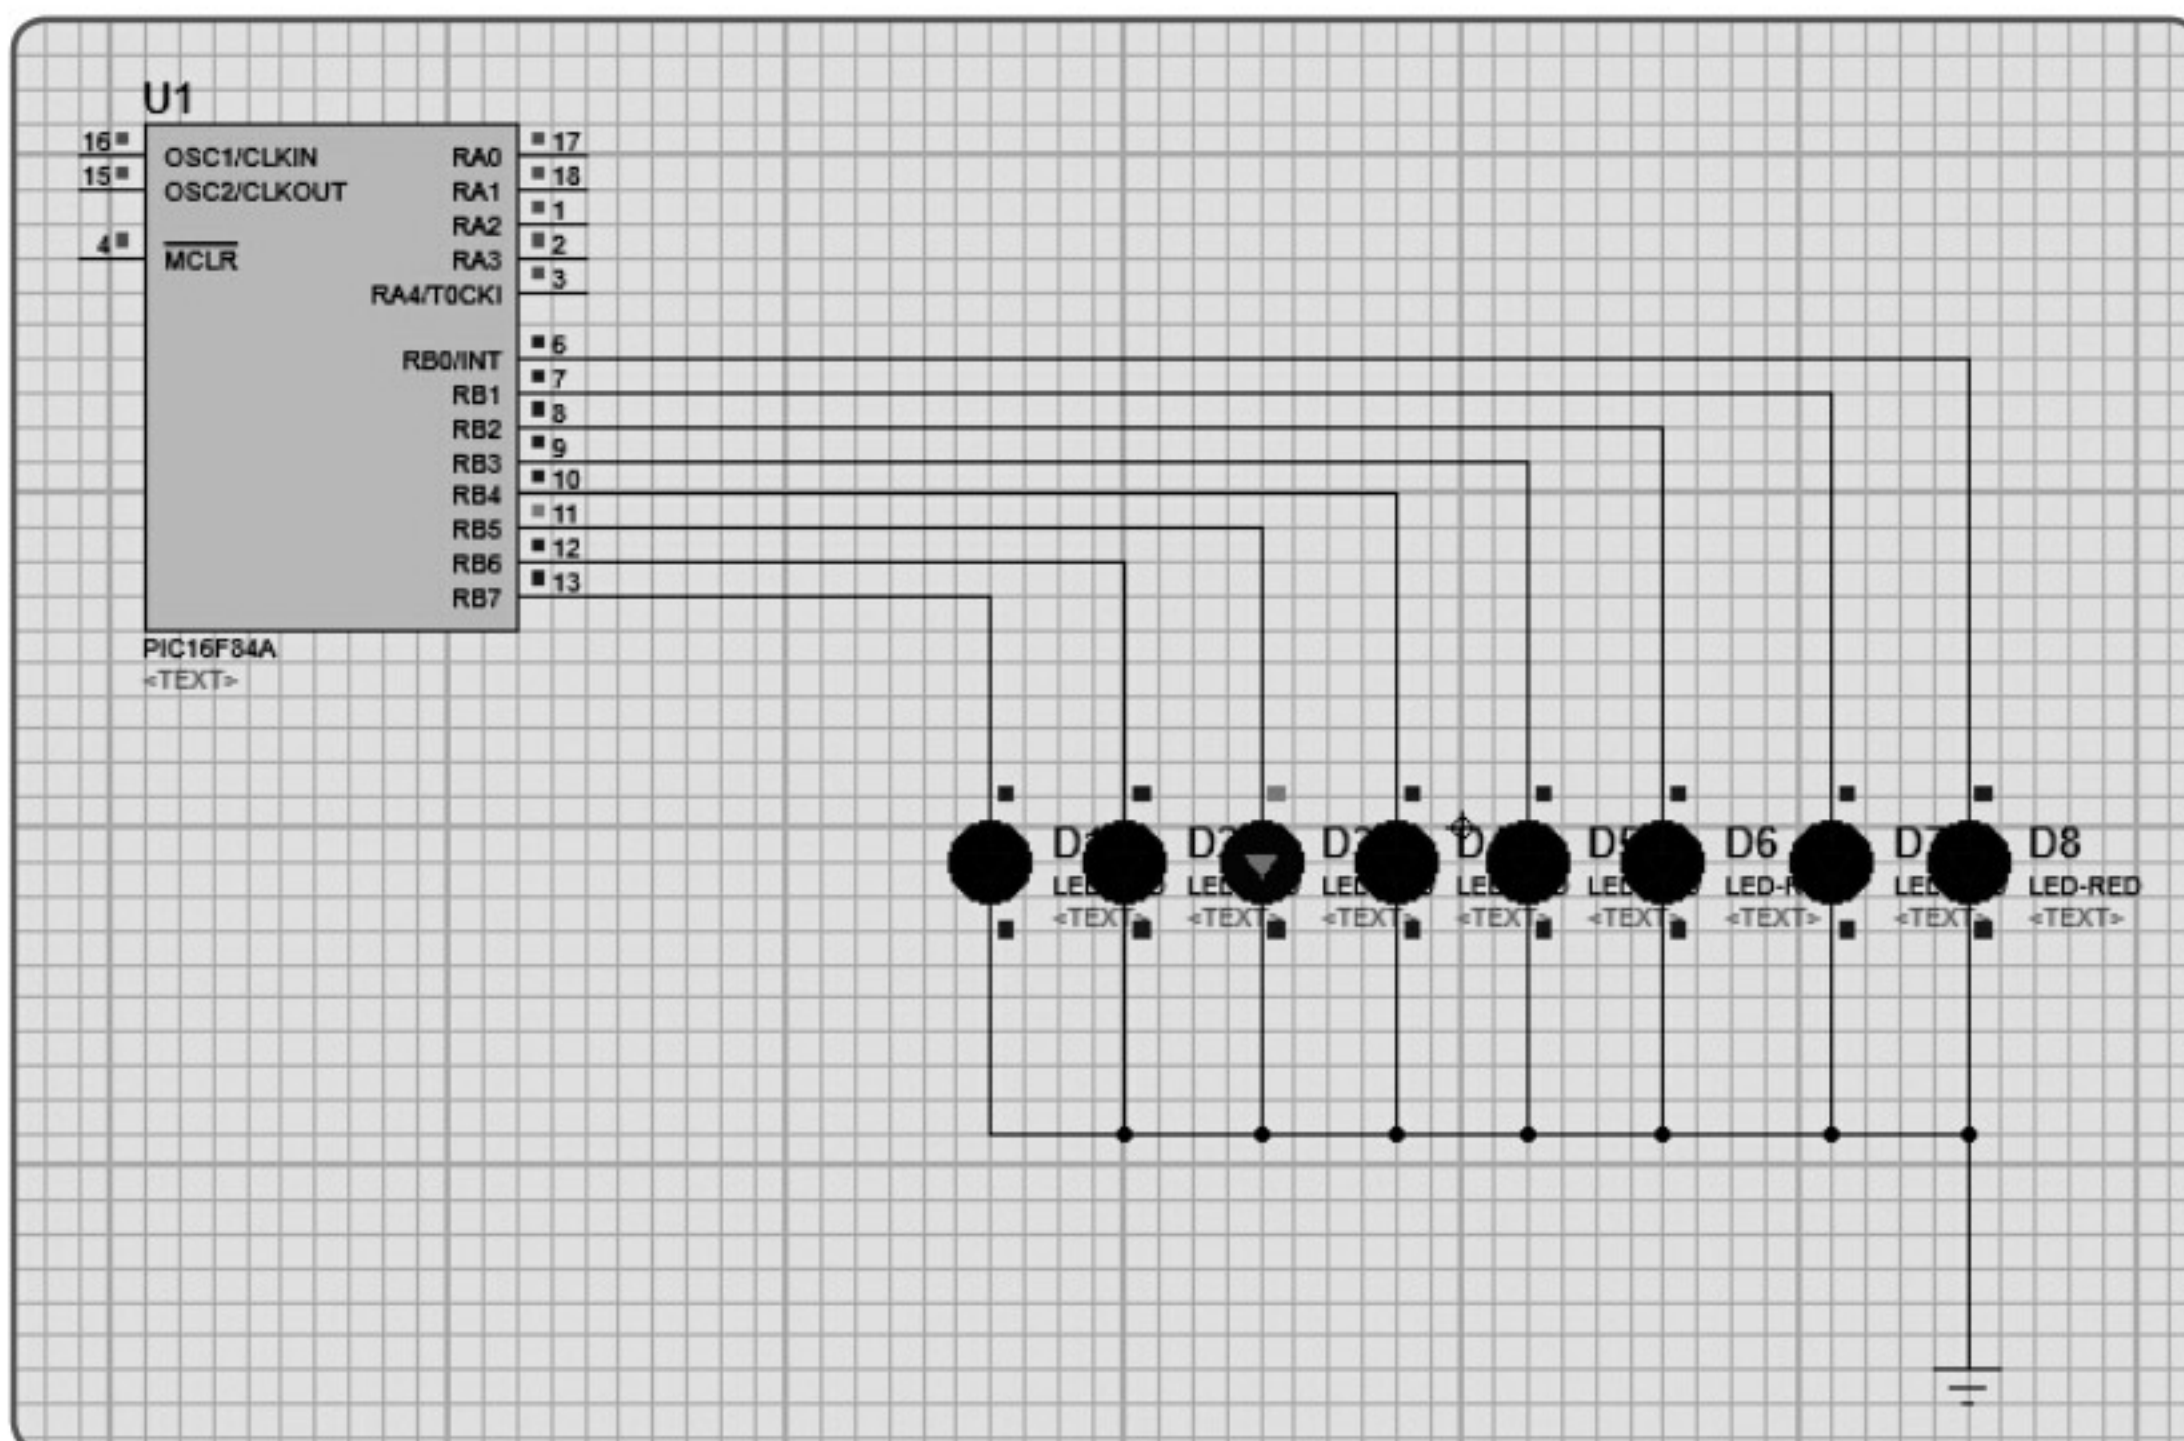 U1
16 OSC1/CLKIN RA0 17
15 OSC2/CLKOUT RA1 18
RA2 1
4 MCLR RA3 2
RA4/T0CKI 3
RB0/INT 6
RB1 7
RB2 8
RB3 9
RB4 10
RB5 11
RB6 12
RB7 13
PIC16F84A
<TEXT>
D6 D8
LED-RED
<TEXT> <TEXT> <TEXT> <TEXT> <TEXT> <TEXT> <TEXT> <TEXT>